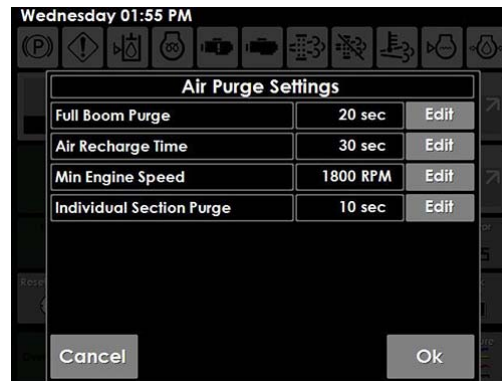 Wednesday 01:55 PM
Air Purge Settings
Full Boom Purge 20 sec Edit
Air Recharge Time 30 sec Edit
Min Engine Speed 1800 RPM Edit
Individual Section Purge 10 sec Edit
Cancel Ok